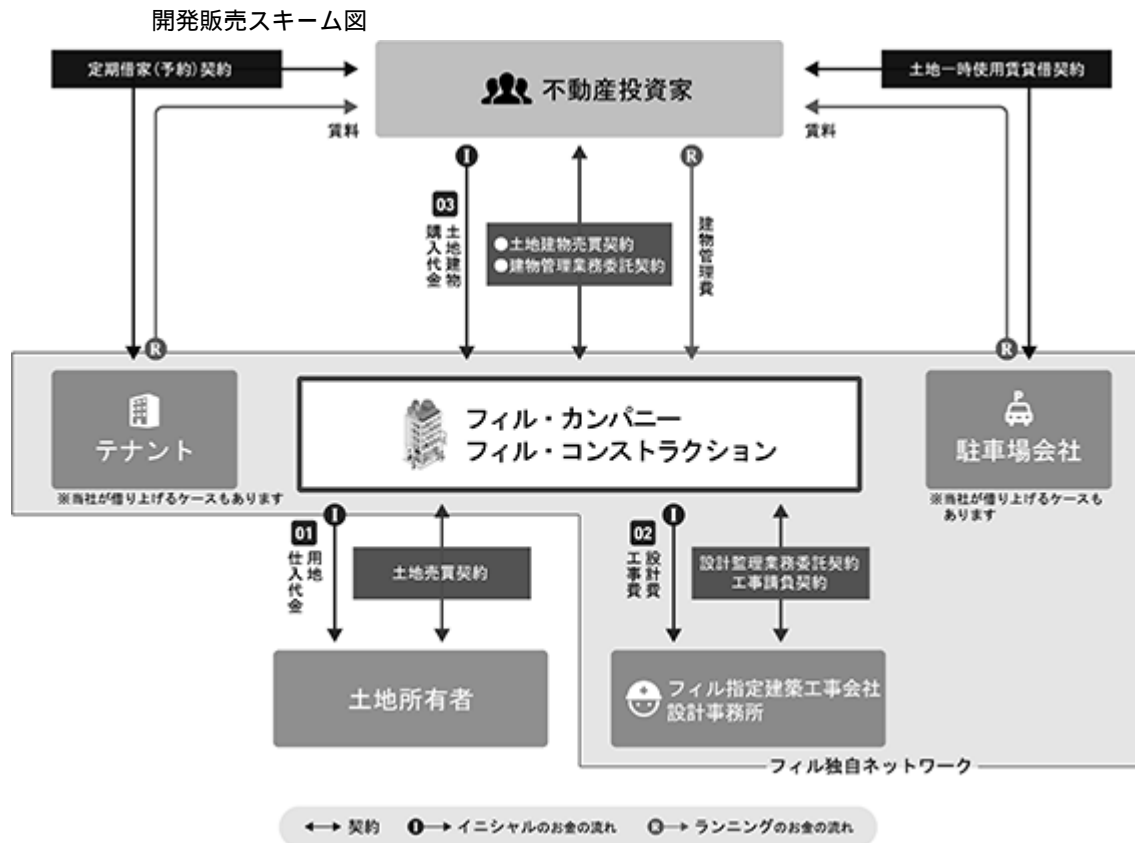 開発販売スキーム図
定期借家(予約)契約
不動産投資家
土地一時使用賃貸借契約
賃料
賃料
I
R
03
土地建物
購入代金
●土地建物売買契約
●建物管理業務委託契約
建物管理費
R
R
テナント
※当社が借り上げるケースもあります
フィル・カンパニー
フィル・コンストラクション
P
駐車場会社
※当社が借り上げるケースも
あります
I
01
用地
仕入代金
土地売買契約
I
02
設計費
工事費
設計監理業務委託契約
工事請負契約
土地所有者
フィル指定建築工事会社
設計事務所
フィル独自ネットワーク
契約
I イニシャルのお金の流れ
R ランニングのお金の流れ